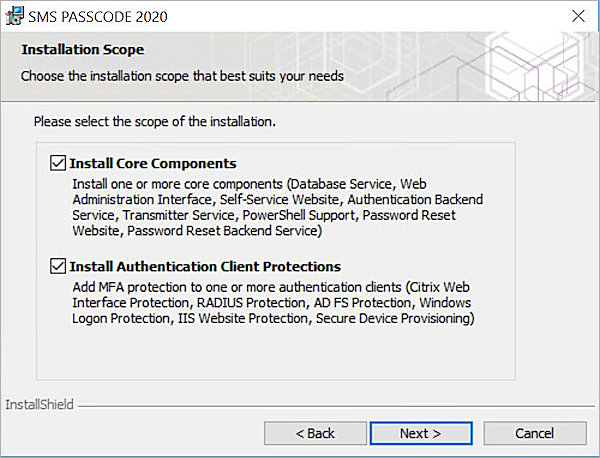 SMS PASSCODE 2020
Installation Scope
Choose the installation scope that best suits your needs
Please select the scope of the installation.
Install Core Components
Install one or more core components (Database Service, Web
Administration Interface, Self-Service Website, Authentication Backend
Service, Transmitter Service, PowerShell Support, Password Reset
Website, Password Reset Backend Service)
Install Authentication Client Protections
Add MFA protection to one or more authentication clients (Citrix Web
Interface Protection, RADIUS Protection, AD FS Protection, Windows
Logon Protection, IIS Website Protection, Secure Device Provisioning)
InstallShield
< Back
Next >
Cancel